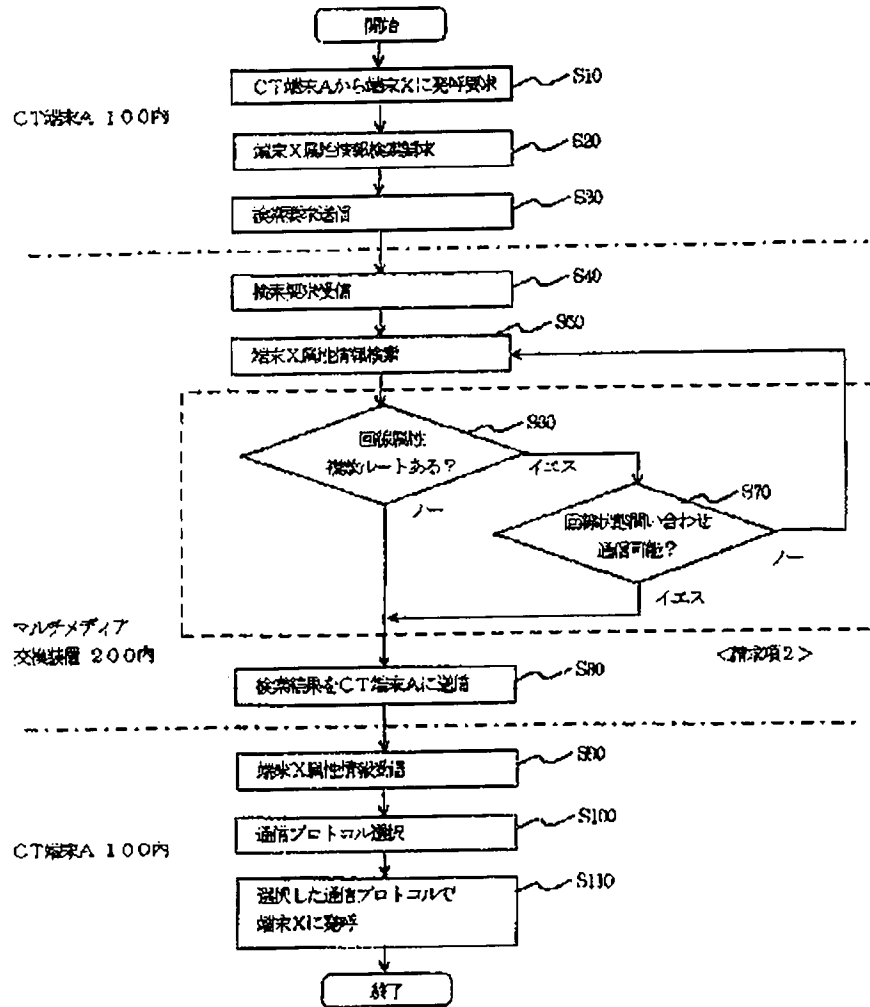 開始
CT端末Aから端末Xに発呼要求
S10
CT端末A 100内
端末X属性情報検索請求
S20
検索要求送信
S30
検索要求受信
S40
S50
端末X属性情報検索
S60
回線属性
複数ルートある?
イエス
ノー
S70
回線状態問い合わせ
通信可能?
ノー
イエス
マルチメディア
交換装置 200内
<請求項2>
検索結果をCT端末Aに送信
S80
端末X属性情報受信
S90
通信プロトコル選択
S100
CT端末A 100内
選択した通信プロトコルで
端末Xに発呼
S110
終了